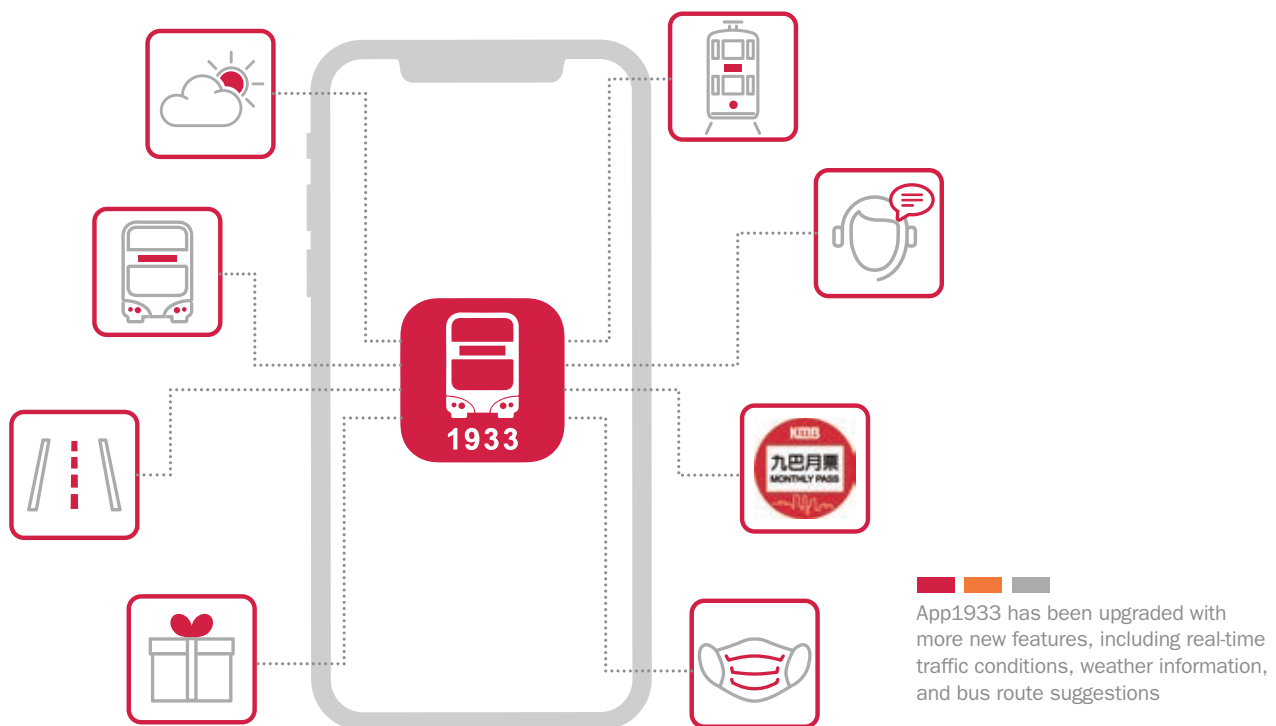 1933
KMB
九巴月票
MONTHLY PASS
App1933 has been upgraded with
more new features, including real-time
traffic conditions, weather information,
and bus route suggestions